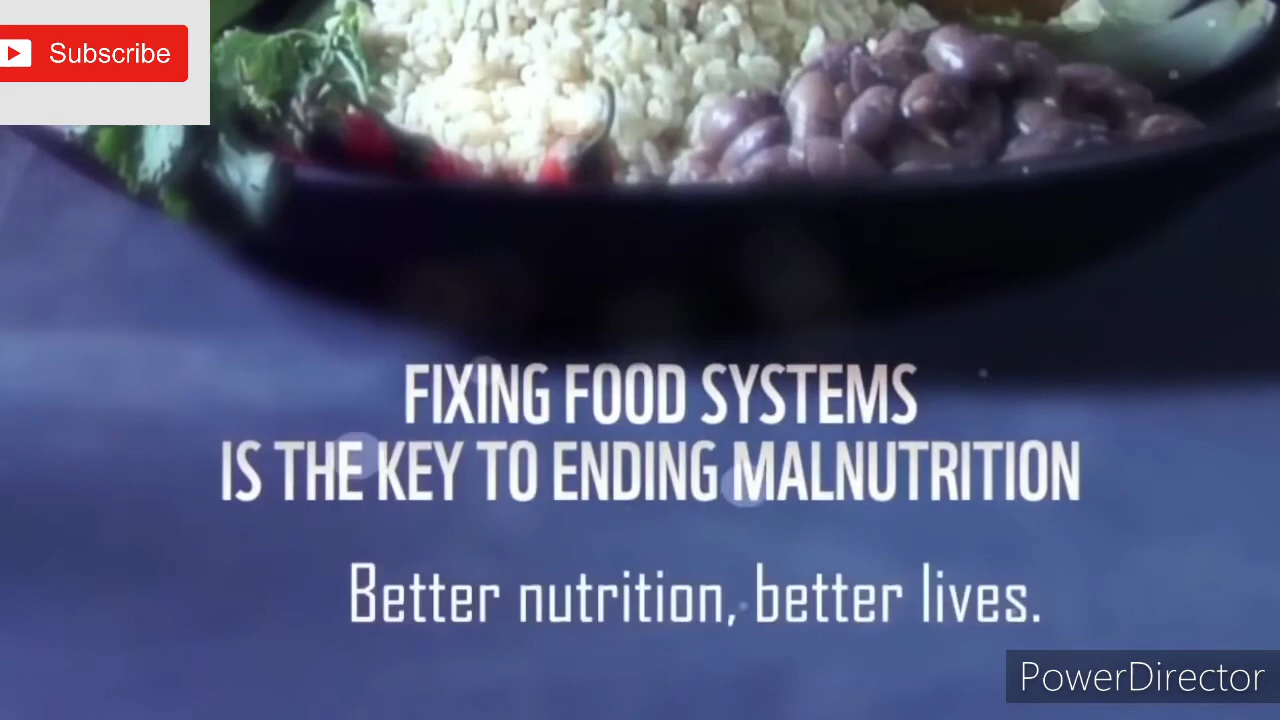 Subscribe
FIXING FOOD SYSTEMS
IS THE KEY TO ENDING MALNUTRITION
Better nutrition, better lives.
PowerDirector